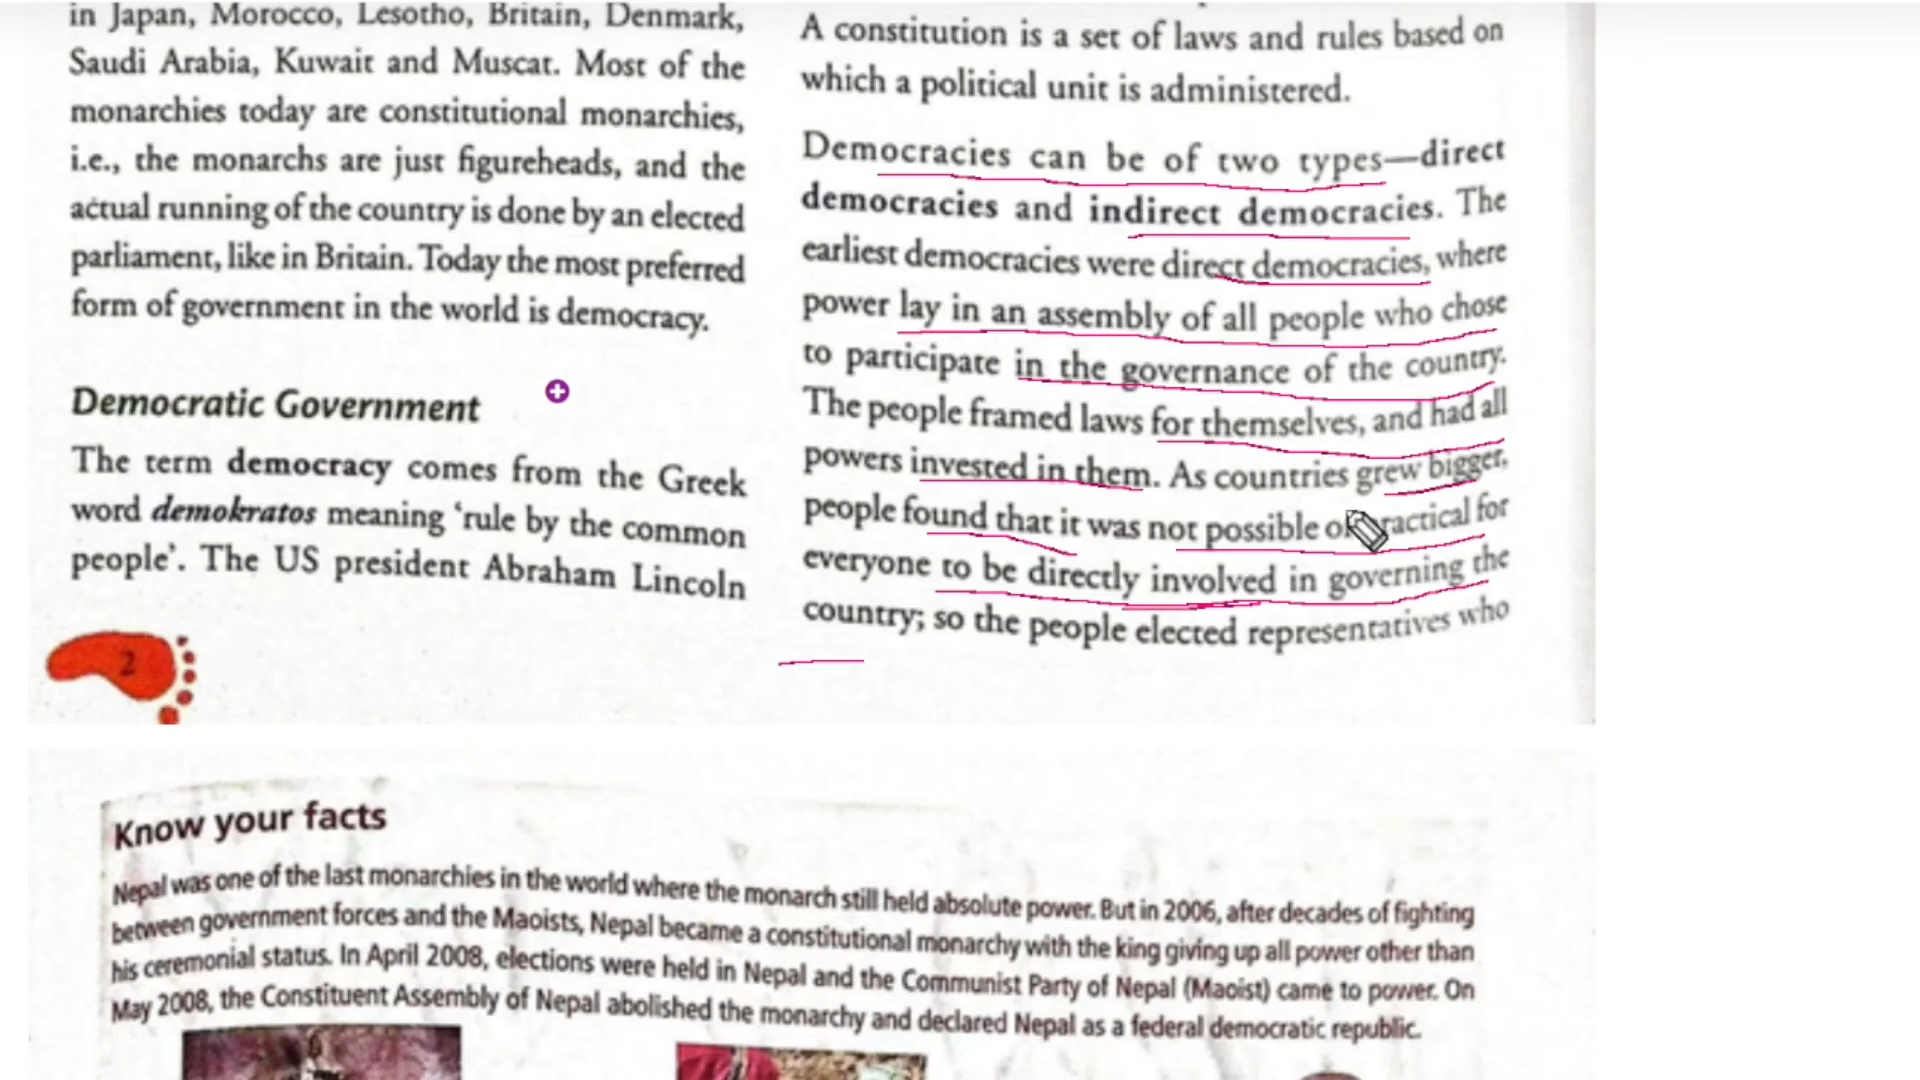 in Japan, Morocco, Lesotho, Britain, Denmark,
Saudi Arabia, Kuwait and Muscat. Most of the
monarchies today are constitutional monarchies,
i.e., the monarchs are just figureheads, and the
actual running of the country is done by an elected
parliament, like in Britain. Today the most preferred
form of government in the world is democracy.
Democratic Government
The term democracy comes from the Greek
word demokratos meaning ‘rule by the common
people’. The US president Abraham Lincoln
2
A constitution is a set of laws and rules based on
which a political unit is administered.
Democracies can be of two types—direct
democracies and indirect democracies. The
earliest democracies were direct democracies, where
power lay in an assembly of all people who chose
to participate in the governance of the country.
The people framed laws for themselves, and had all
powers invested in them. As countries grew bigger,
people found that it was not possible or ractical for
everyone to be directly involved in governing the
country; so the people elected representatives who
Know your facts
Nepal was one of the last monarchies in the world where the monarch still held absolute power. But in 2006, after decades of fighting
between government forces and the Maoists, Nepal became a constitutional monarchy with the king giving up all power other than
his ceremonial status. In April 2008, elections were held in Nepal and the Communist Party of Nepal (Maoist) came to power. On
May 2008, the Constituent Assembly of Nepal abolished the monarchy and declared Nepal as a federal democratic republic.